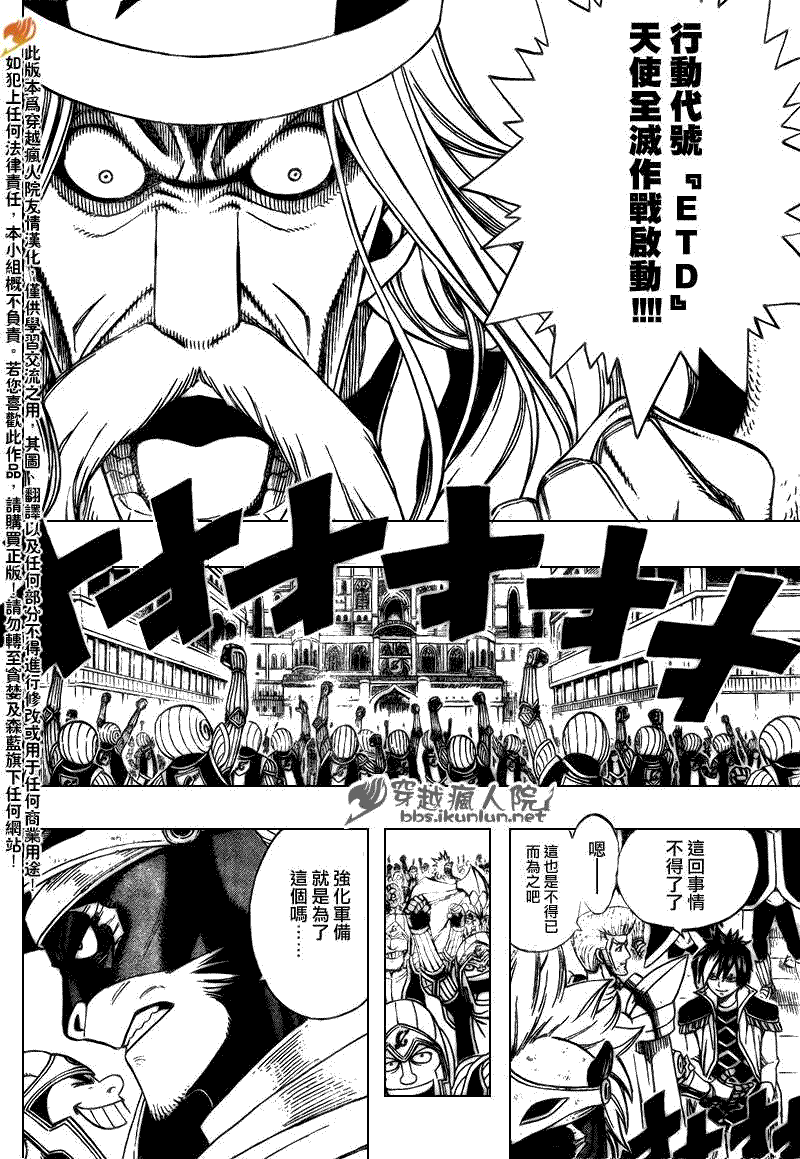 行動代號『ETD』
天使全滅作戰啟動!!!!
オオオオオオ
這回事情
不得了了
嗯——
這也是不得已
而為之吧
強化軍備
就是為了
這個嗎……
穿越瘋人院
bbs.ikunlun.net
此版本爲穿越瘋人院友情漢化，僅供學習交流之用，其圖、翻譯以及任何部分不得進行修改或用于任何商業用途！
如犯上任何法律責任，本小組概不負責。若您喜歡此作品，請購買正版！請勿轉至貪婪及森藍旗下任何網站！